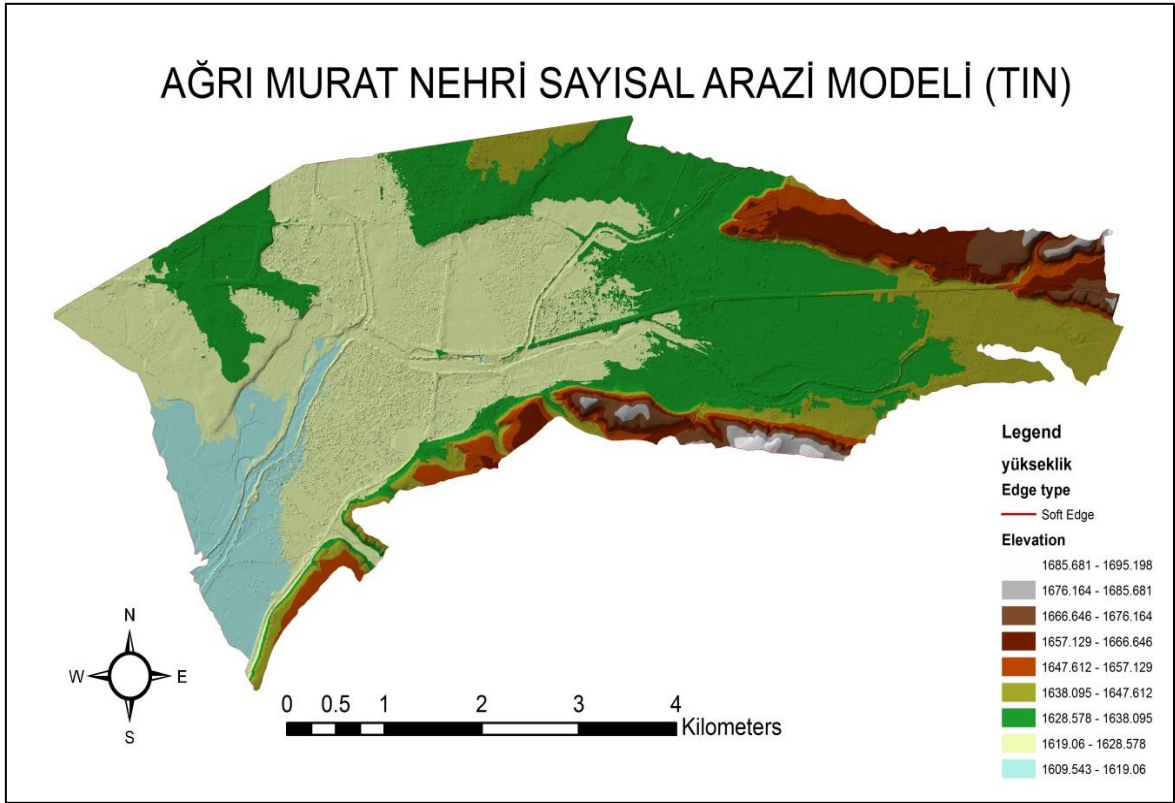 AĞRI MURAT NEHRİ SAYISAL ARAZİ MODELİ (TIN)
Legend
yükseklik
Edge type
Soft Edge
Elevation
1685.681 - 1695.198
1676.164 - 1685.681
1666.646 - 1676.164
1657.129 - 1666.646
1647.612 - 1657.129
1638.095 - 1647.612
1628.578 - 1638.095
1619.06 - 1628.578
1609.543 - 1619.06
N
W E
S
0 0.5 1 2 3 4
Kilometers